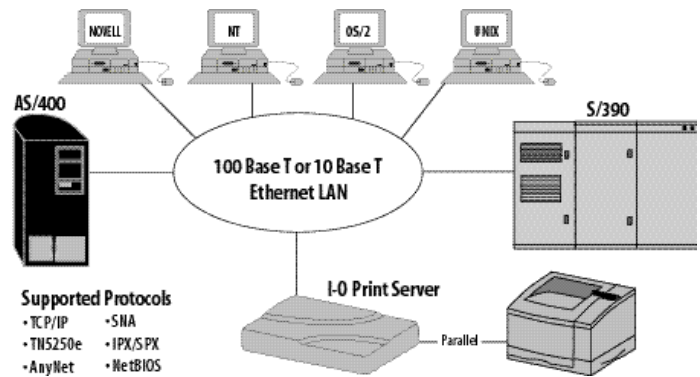 NOVELL
NT
OS/2
UNIX
AS/400
S/390
100 Base T or 10 Base T
Ethernet LAN
I-O Print Server
Parallel
Supported Protocols
• TCP/IP
• SNA
• TN5250e
• IPX/SPX
• AnyNet
• NetBIOS